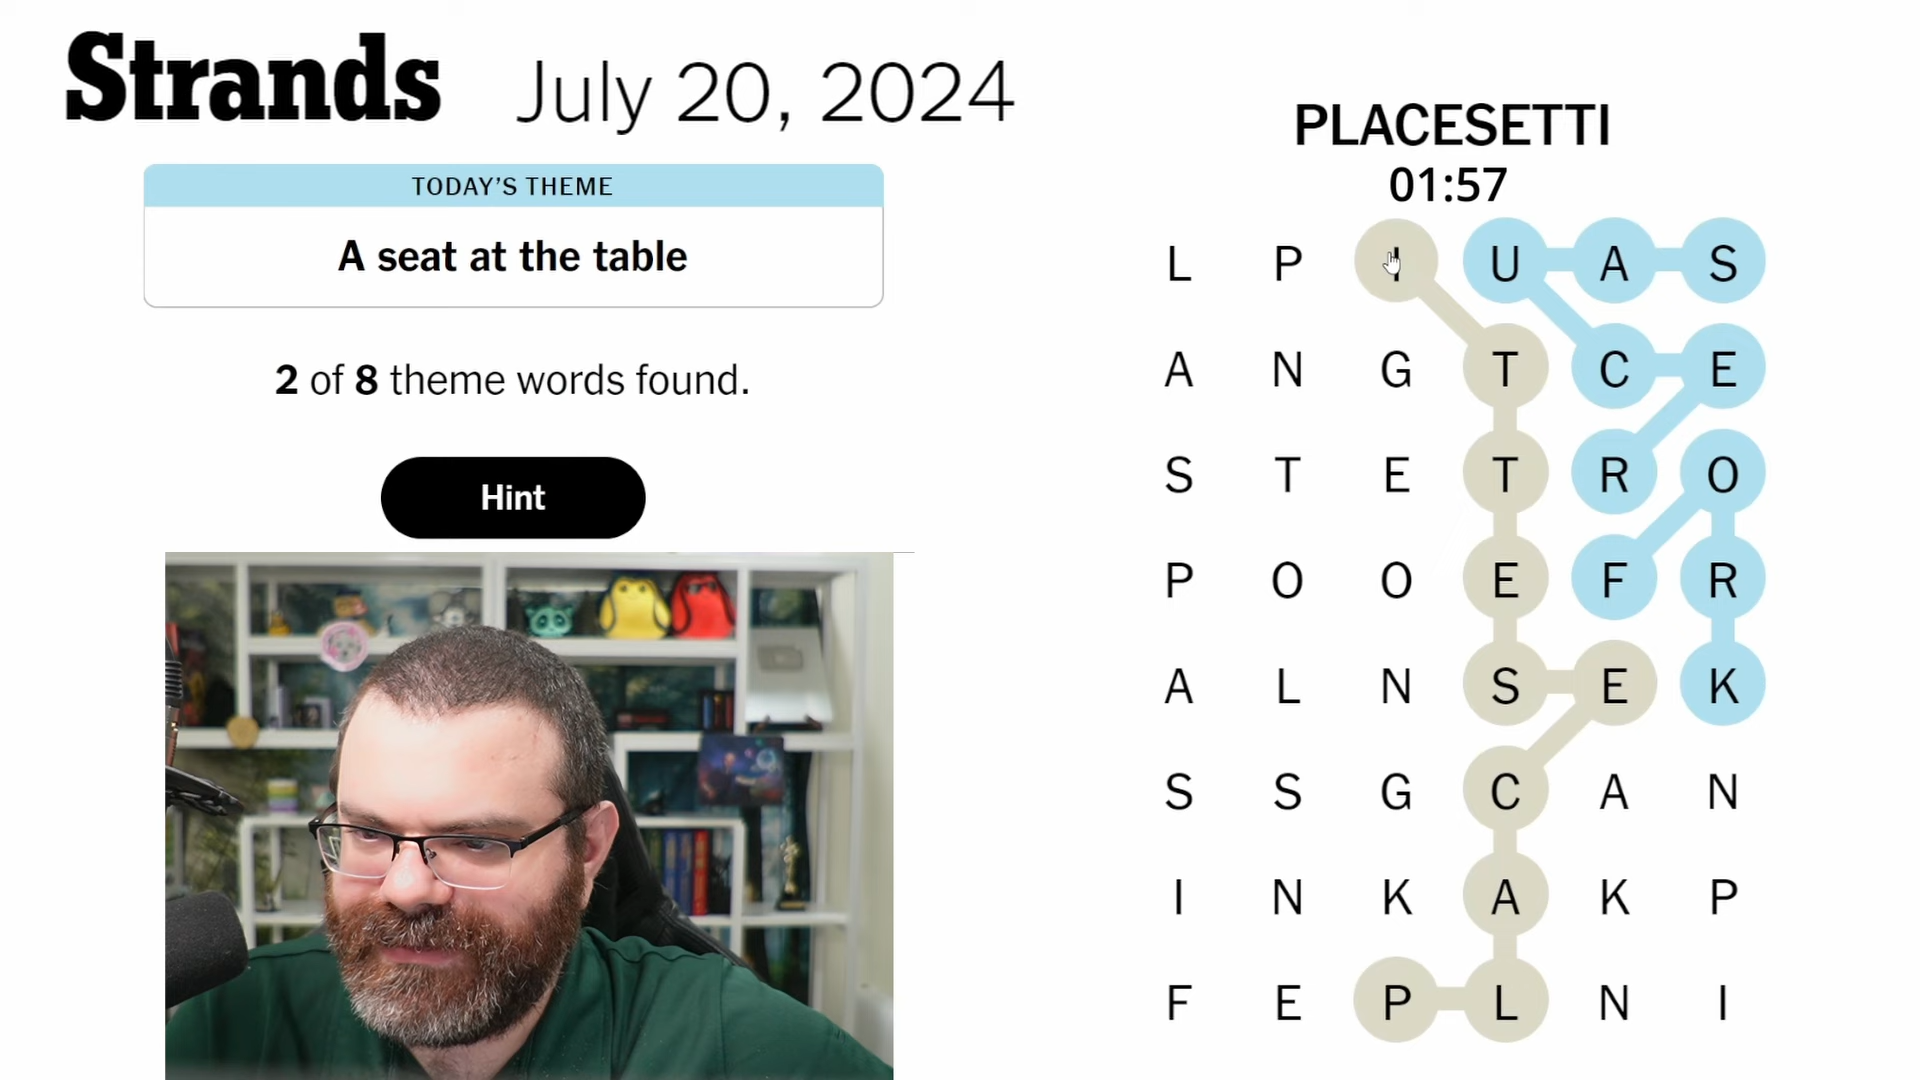 Strands July 20, 2024
TODAY'S THEME
A seat at the table
2 of 8 theme words found.
Hint
PLACESETTI
01:57
L P I U A S
A N G T C E
S T E T R O
P O O E F R
A L N S E K
S S G C A N
I N K A K P
F E P L N I